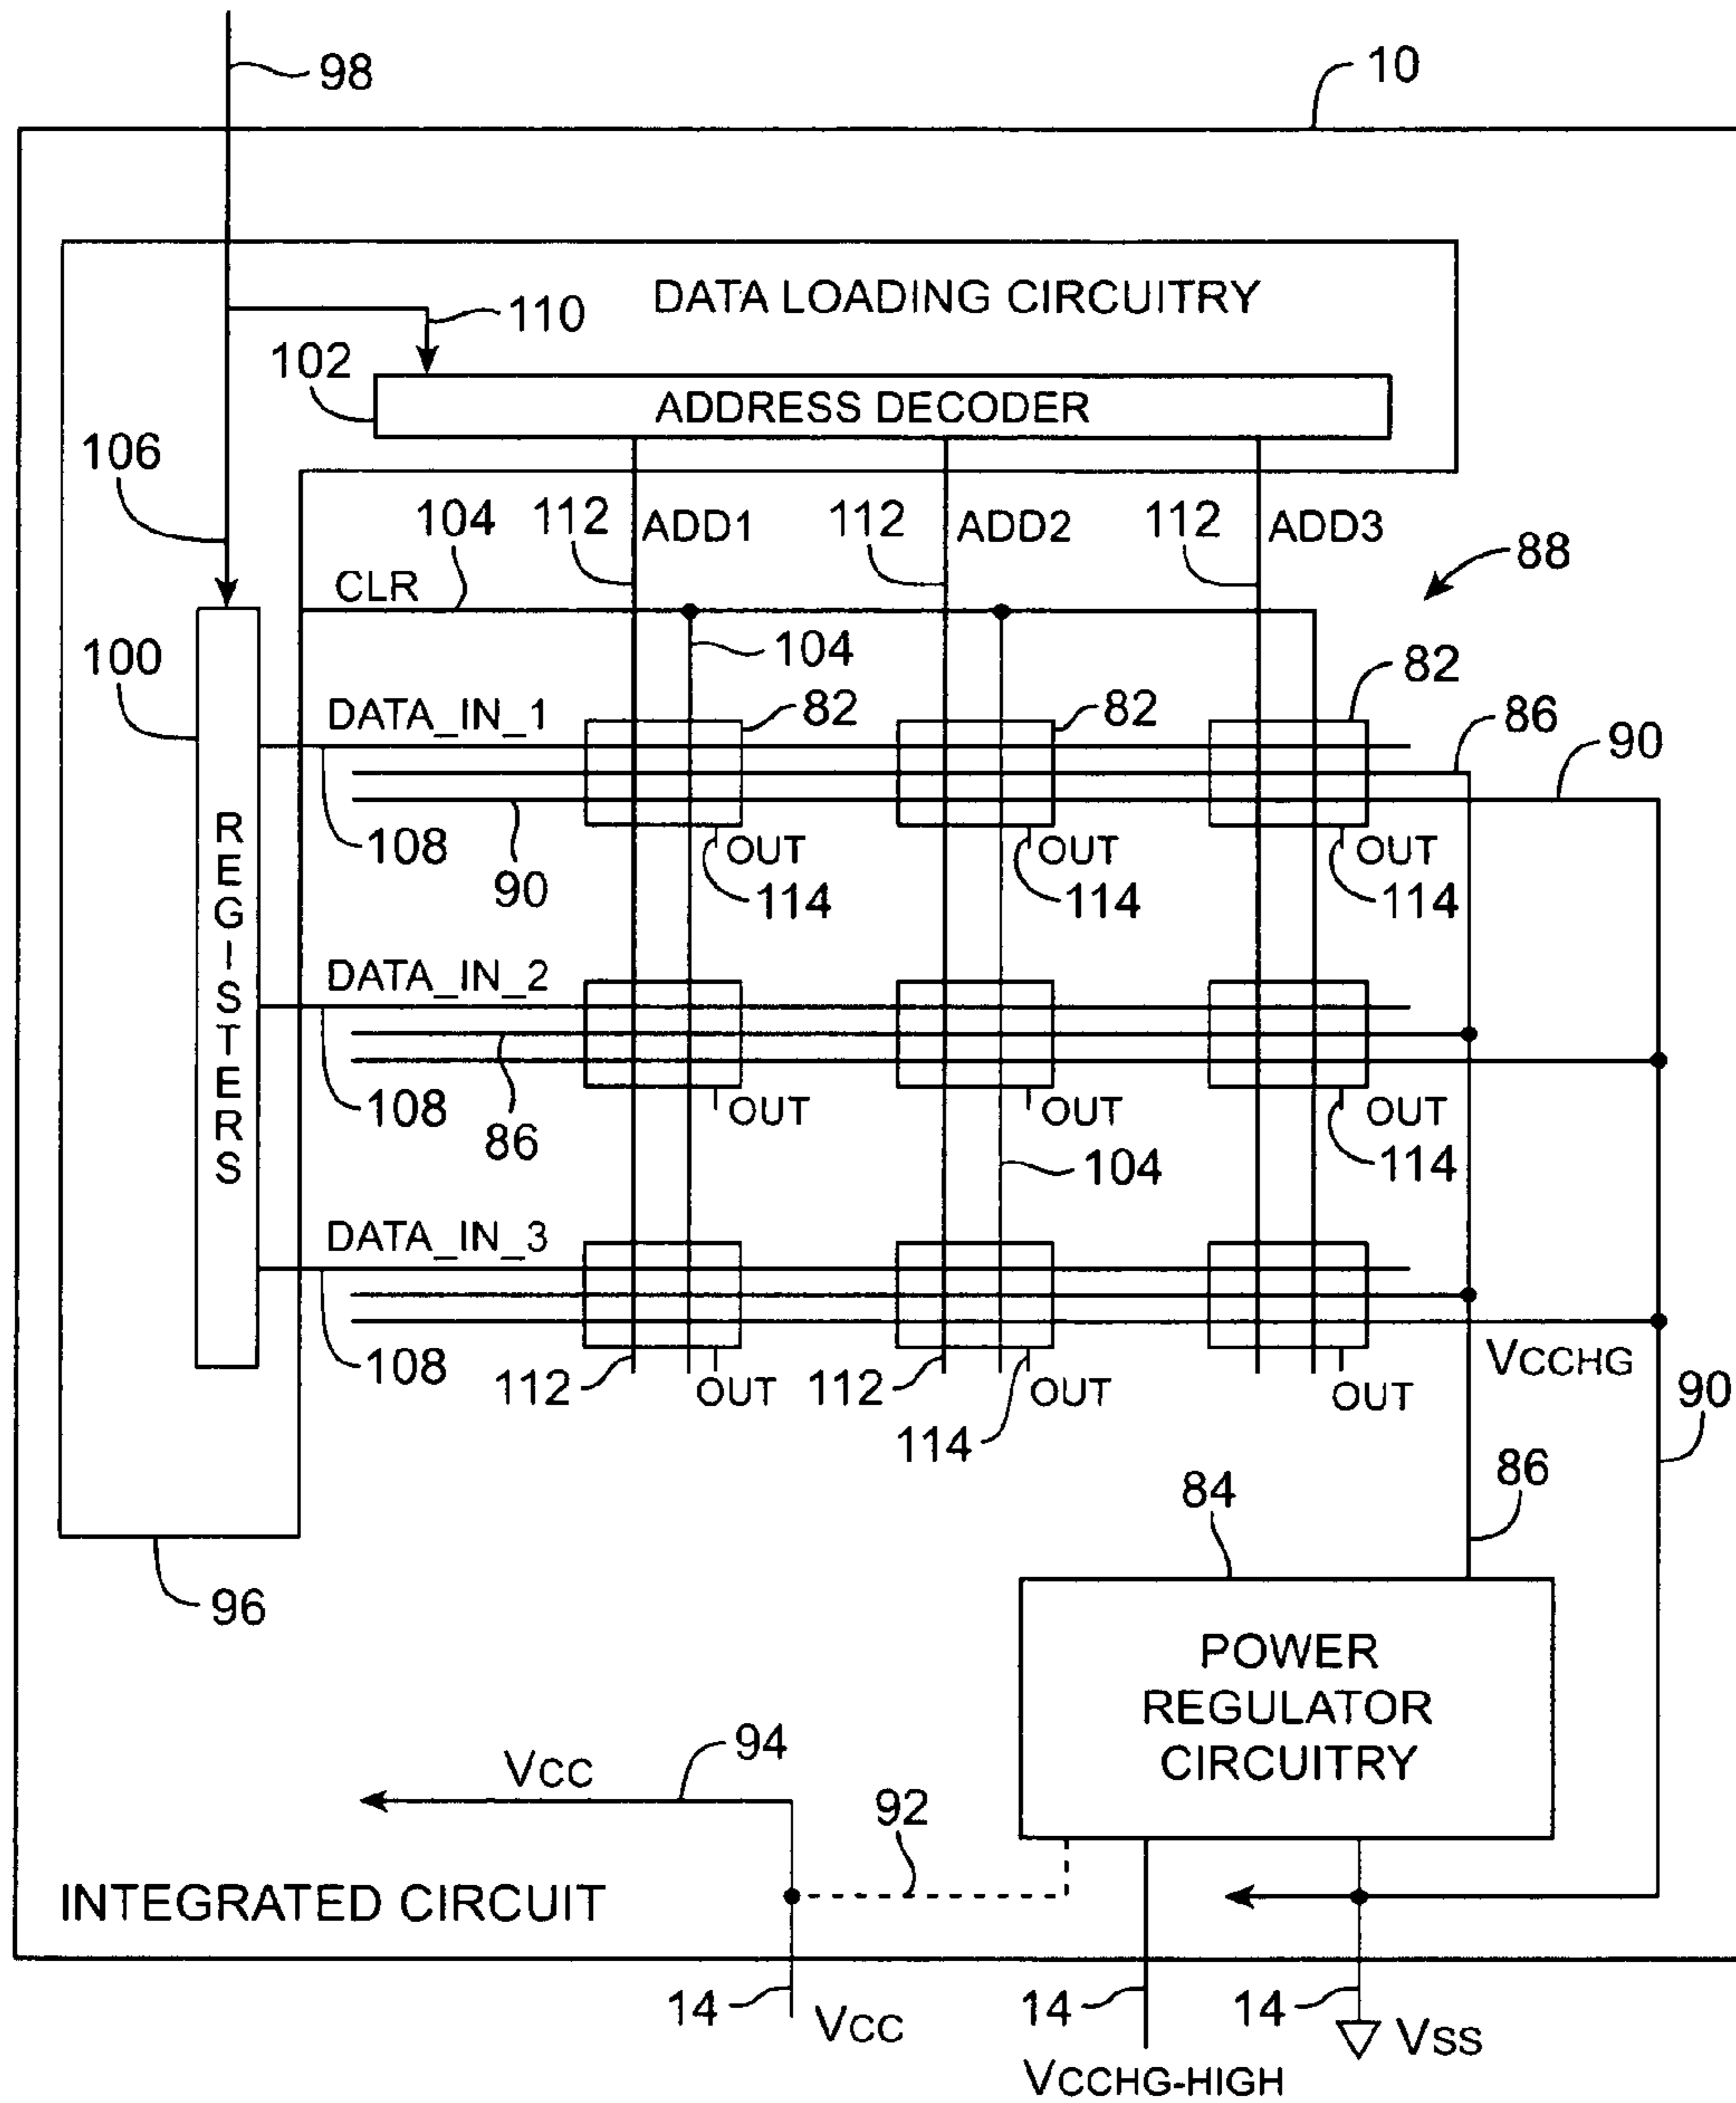 98
10
DATA LOADING CIRCUITRY
110
102
ADDRESS DECODER
106
104
112
ADD1
112
ADD2
112
ADD3
88
CLR
104
100
82
82
82
86
90
DATA_IN_1
108
90
OUT
114
OUT
114
OUT
114
REGISTERS
DATA_IN_2
108
86
OUT
OUT
OUT
114
104
DATA_IN_3
108
112
OUT
112
OUT
114
OUT
VCCHG
90
86
84
96
POWER
REGULATOR
CIRCUITRY
VCC
94
92
INTEGRATED CIRCUIT
14
VCC
14
VCCHG-HIGH
14
VSS